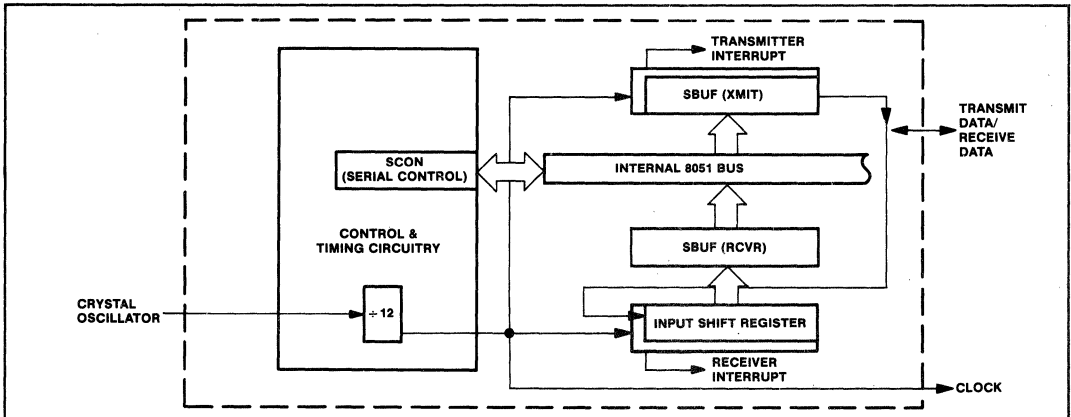 TRANSMITTER
INTERRUPT
SBUF (XMIT)
TRANSMIT
DATA/
RECEIVE
DATA
SCON
(SERIAL CONTROL)
INTERNAL 8051 BUS
CONTROL &
TIMING CIRCUITRY
SBUF (RCVR)
CRYSTAL
OSCILLATOR
÷12
INPUT SHIFT REGISTER
RECEIVER
INTERRUPT
CLOCK